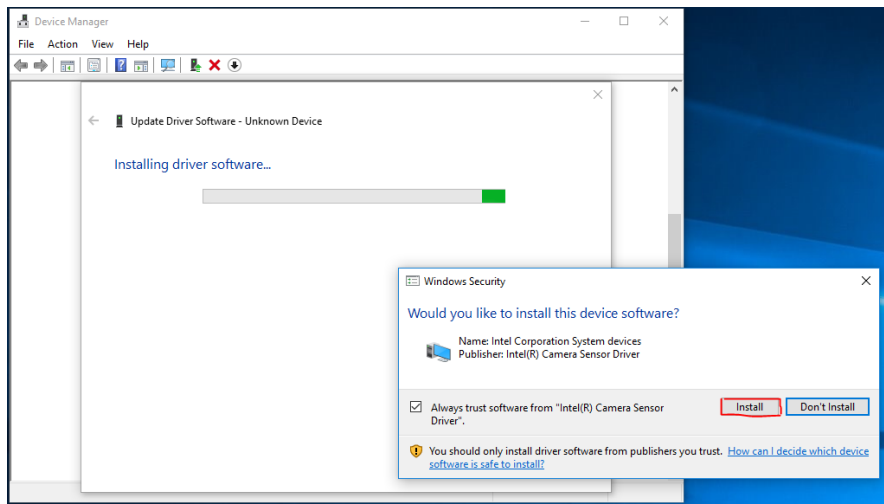 Device Manager
File Action View Help
Update Driver Software - Unknown Device
Installing driver software...
Windows Security
Would you like to install this device software?
Name: Intel Corporation System devices
Publisher: Intel(R) Camera Sensor Driver
Always trust software from "Intel(R) Camera Sensor
Driver".
Install Don't Install
You should only install driver software from publishers you trust. How can I decide which device
software is safe to install?